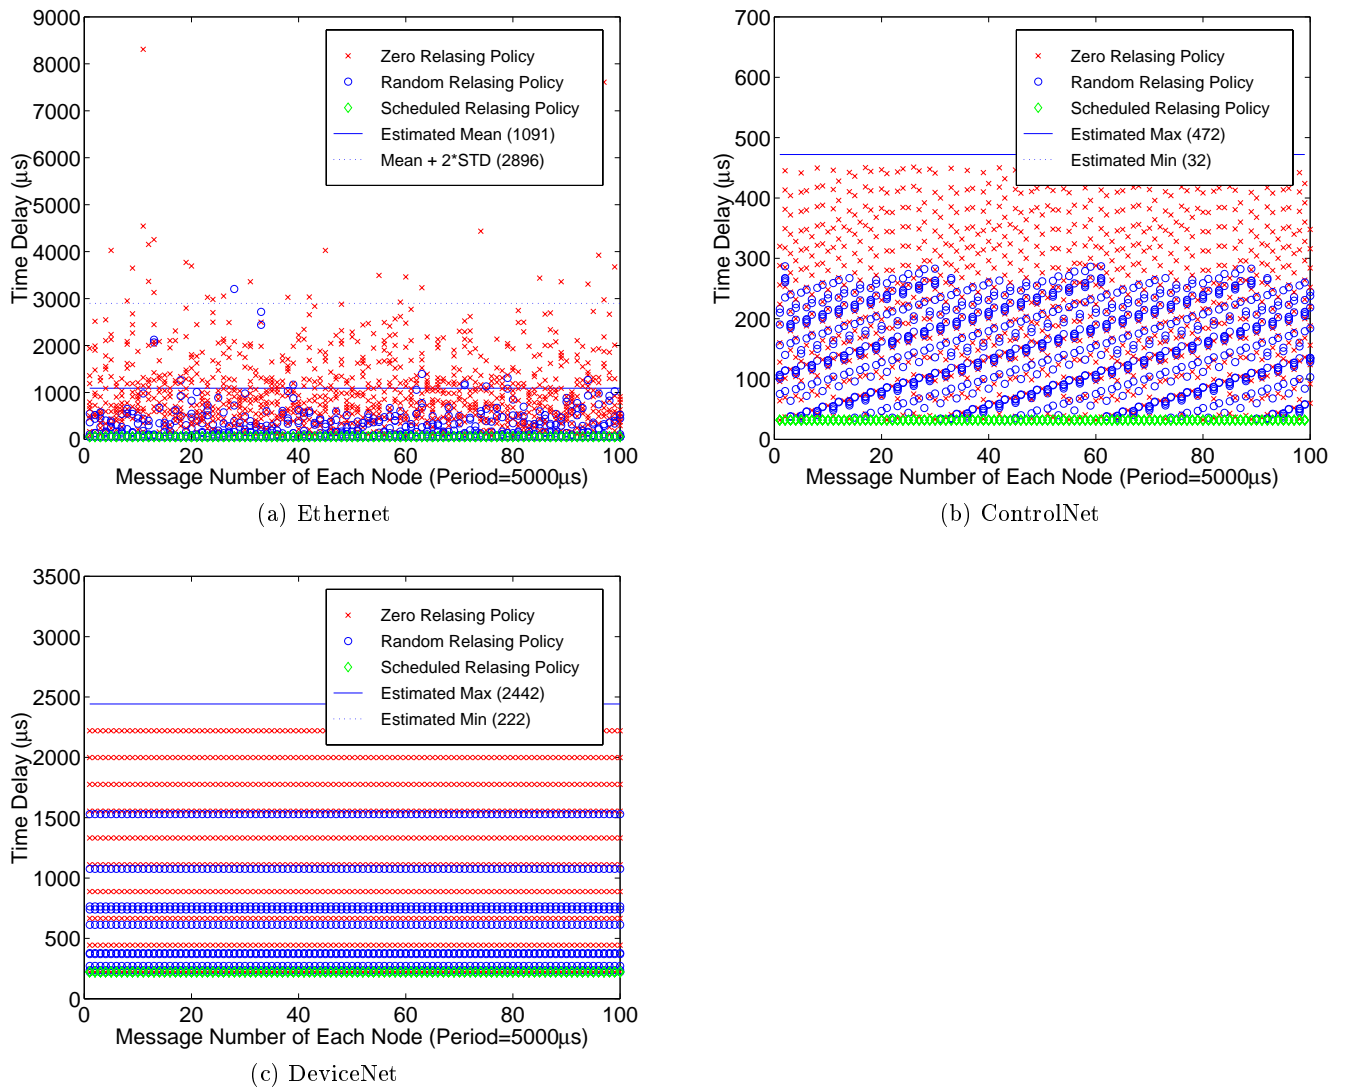 9000
8000
7000
6000
5000
4000
3000
2000
1000
0
Time Delay (μs)
Zero Relasing Policy
Random Relasing Policy
Scheduled Relasing Policy
Estimated Mean (1091)
Mean + 2*STD (2896)
0 20 40 60 80 100
Message Number of Each Node (Period=5000μs)
(a) Ethernet
700
600
500
400
300
200
100
0
Time Delay (μs)
Zero Relasing Policy
Random Relasing Policy
Scheduled Relasing Policy
Estimated Max (472)
Estimated Min (32)
0 20 40 60 80 100
Message Number of Each Node (Period=5000μs)
(b) ControlNet
3500
3000
2500
2000
1500
1000
500
0
Time Delay (μs)
Zero Relasing Policy
Random Relasing Policy
Scheduled Relasing Policy
Estimated Max (2442)
Estimated Min (222)
0 20 40 60 80 100
Message Number of Each Node (Period=5000μs)
(c) DeviceNet